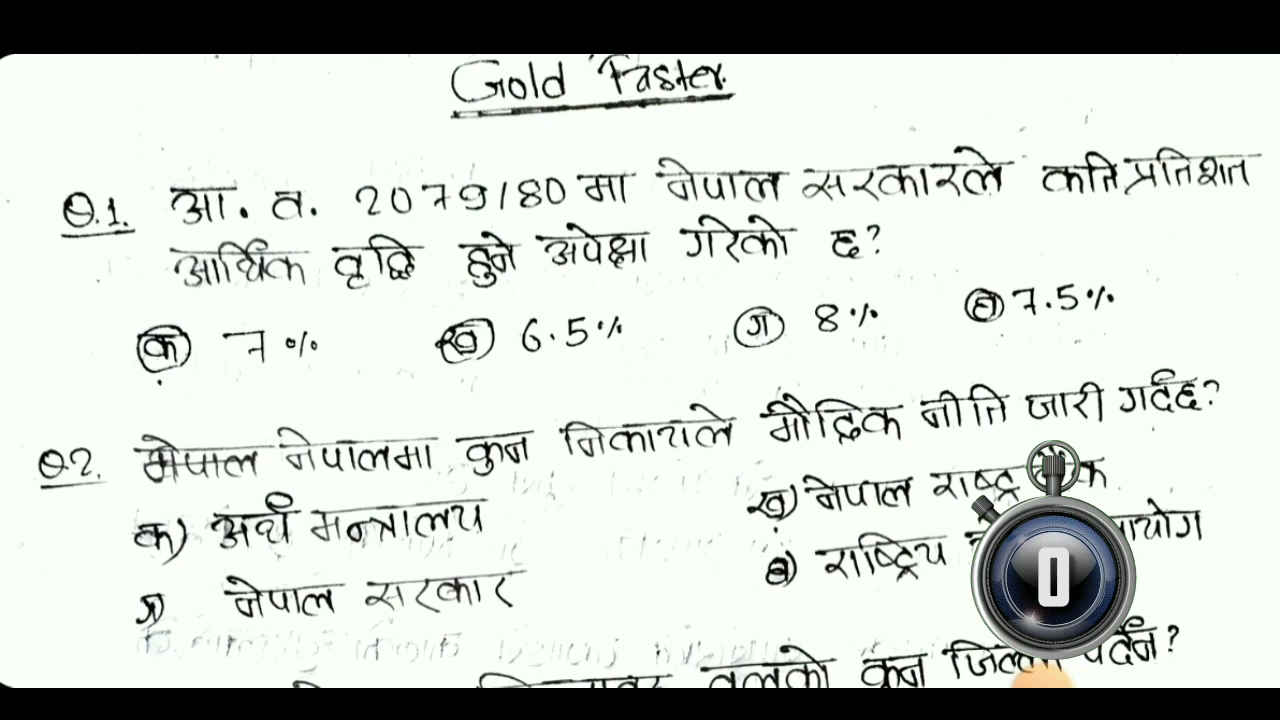 Gold Faster.
Q.1. आ. व. 2079/80 मा नेपाल सरकारले कति प्रतिशत
आर्थिक वृद्धि हुने अपेक्षा गरेको छ?
क 7% ख 6.5% ग 8% घ 7.5%
Q.2. नेपाल नेपालमा कुन निकायले मौद्रिक नीति जारी गर्दछ?
क) अर्थ मन्त्रालय ख) नेपाल राष्ट्र
ग) नेपाल सरकार घ) राष्ट्रिय
0
कुन पर्दैन?